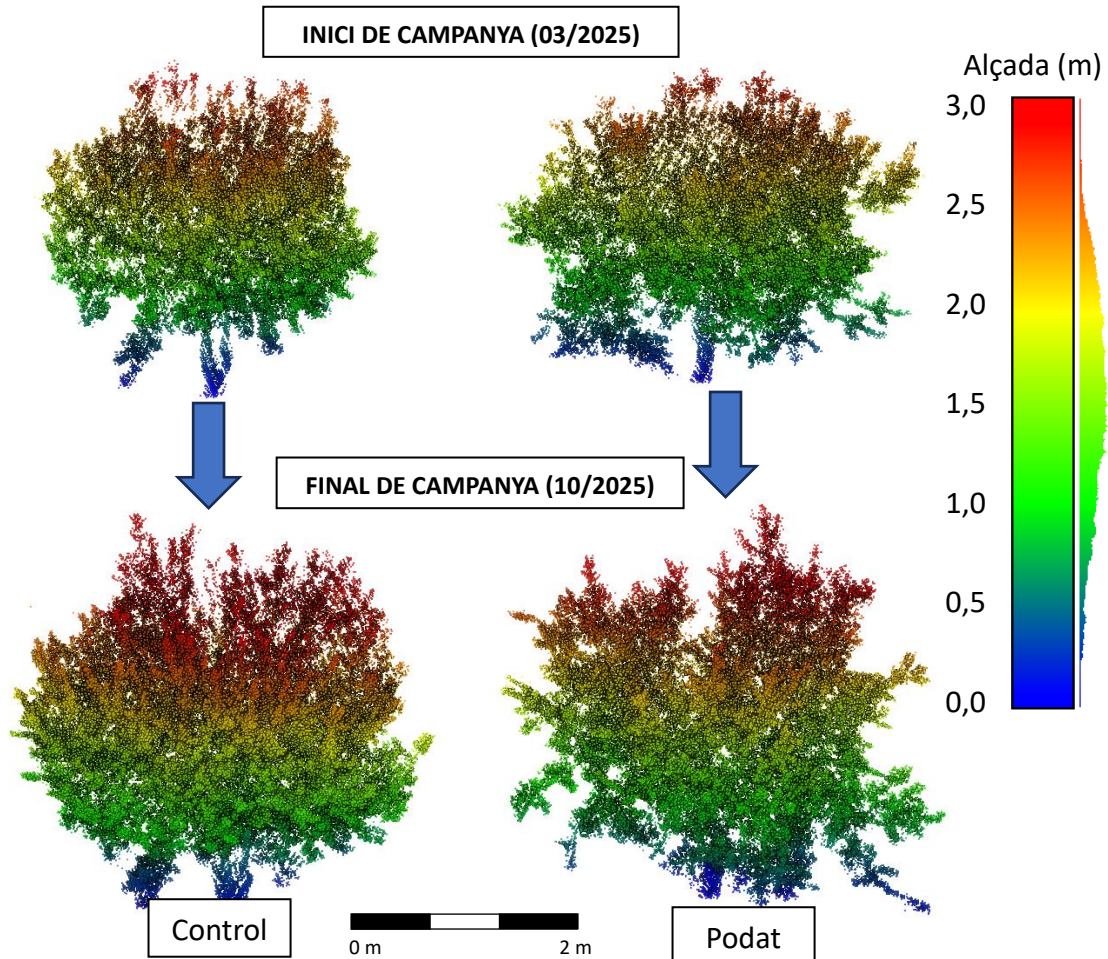 INICI DE CAMPANYA (03/2025)
Alçada (m)
3,0
2,5
2,0
1,5
1,0
0,5
0,0
FINAL DE CAMPANYA (10/2025)
Control
0 m
2 m
Podat